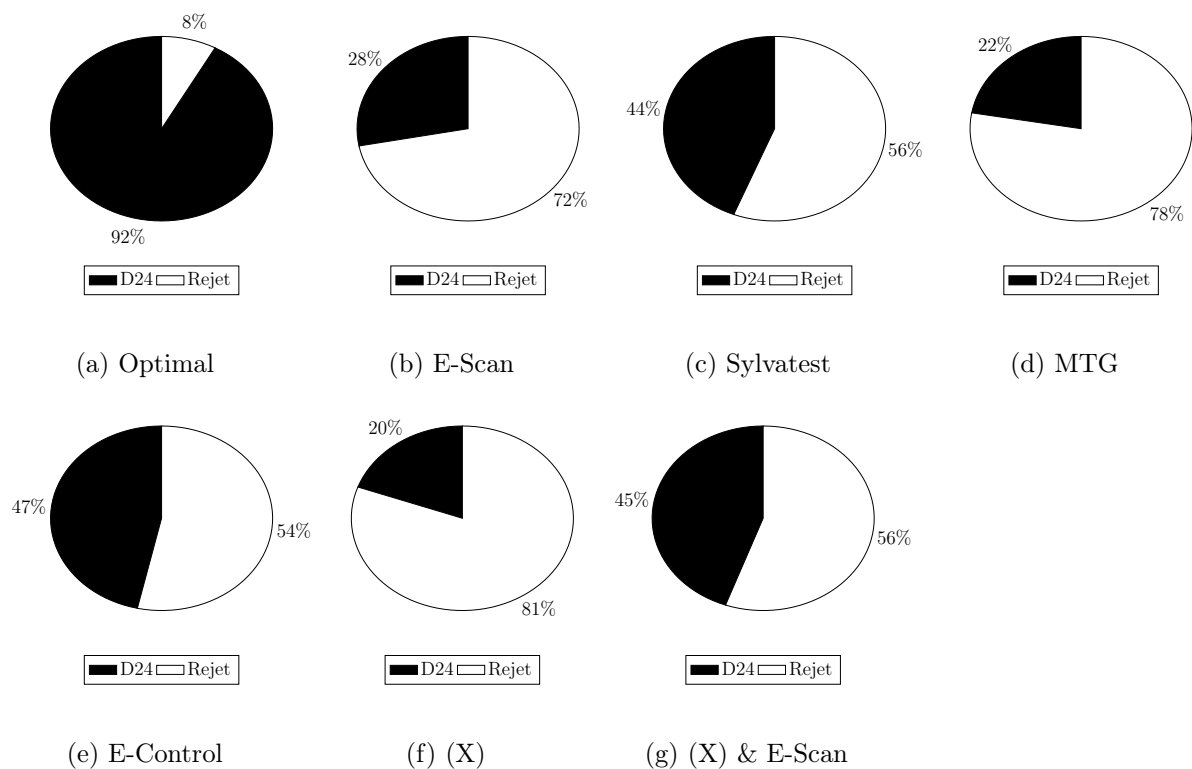 8%
92%
D24 Rejet
(a) Optimal
28%
72%
D24 Rejet
(b) E-Scan
44%
56%
D24 Rejet
(c) Sylvatest
22%
78%
D24 Rejet
(d) MTG
47%
54%
D24 Rejet
(e) E-Control
20%
81%
D24 Rejet
(f) (X)
45%
56%
D24 Rejet
(g) (X) & E-Scan